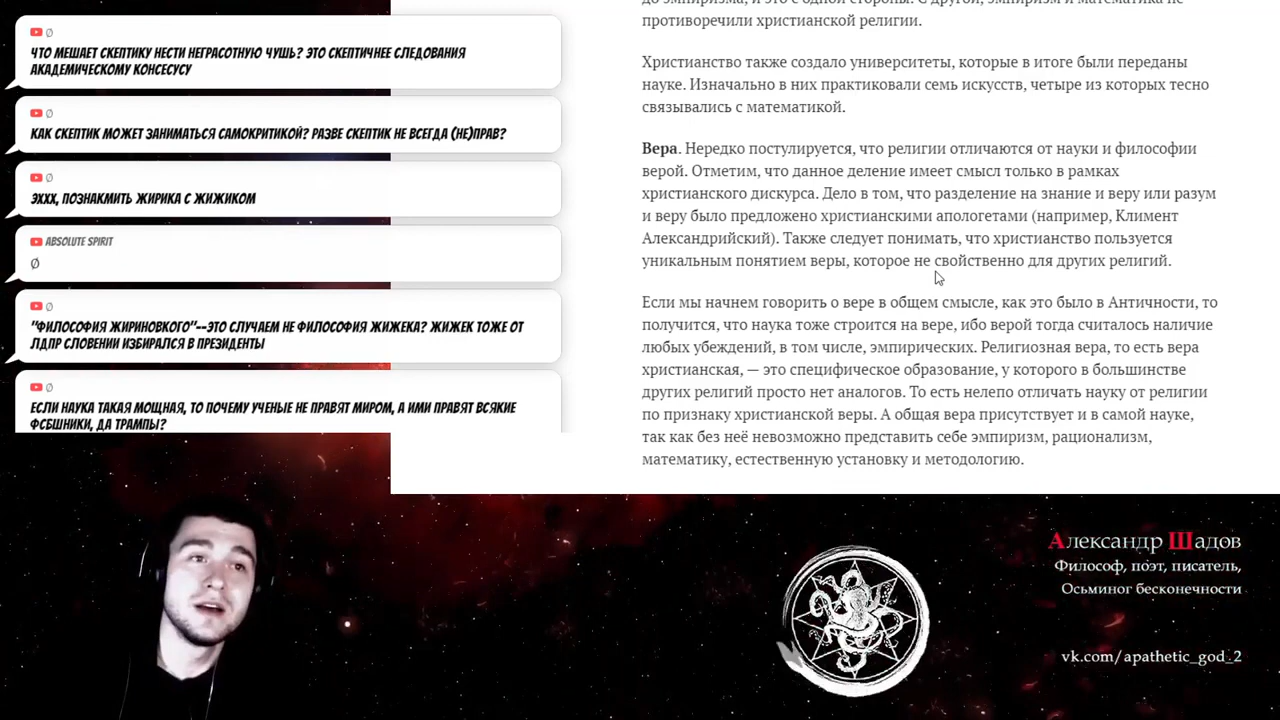 Ø
ЧТО МЕШАЕТ СКЕПТИКУ НЕСТИ НЕГРАСОТНУЮ ЧУШЬ? ЭТО СКЕПТИЧНЕЕ СЛЕДОВАНИЯ
АКАДЕМИЧЕСКОМУ КОНСЕСУСУ
Ø
КАК СКЕПТИК МОЖЕТ ЗАНИМАТЬСЯ САМОКРИТИКОЙ? РАЗВЕ СКЕПТИК НЕ ВСЕГДА (НЕ)ПРАВ?
Ø
ЭХХХ, ПОЗНАКМИТЬ ЖИРИКА С ЖИЖИКОМ
ABSOLUTE SPIRIT
Ø
Ø
"ФИЛОСОФИЯ ЖИРИНОВКОГО"--ЭТО СЛУЧАЕМ НЕ ФИЛОСОФИЯ ЖИЖЕКА? ЖИЖЕК ТОЖЕ ОТ
ЛДПР СЛОВЕНИИ ИЗБИРАЛСЯ В ПРЕЗИДЕНТЫ
Ø
ЕСЛИ НАУКА ТАКАЯ МОЩНАЯ, ТО ПОЧЕМУ УЧЕНЫЕ НЕ ПРАВЯТ МИРОМ, А ИМИ ПРАВЯТ ВСЯКИЕ
ФСБШНИКИ, ДА ТРАМПЫ?
до эмпиризма, и это с одной стороны. С другой, эмпиризм и математика не
противоречили христианской религии.
Христианство также создало университеты, которые в итоге были переданы
науке. Изначально в них практиковали семь искусств, четыре из которых тесно
связывались с математикой.
Вера. Нередко постулируется, что религии отличаются от науки и философии
верой. Отметим, что данное деление имеет смысл только в рамках
христианского дискурса. Дело в том, что разделение на знание и веру или разум
и веру было предложено христианскими апологетами (например, Климент
Александрийский). Также следует понимать, что христианство пользуется
уникальным понятием веры, которое не свойственно для других религий.
Если мы начнем говорить о вере в общем смысле, как это было в Античности, то
получится, что наука тоже строится на вере, ибо верой тогда считалось наличие
любых убеждений, в том числе, эмпирических. Религиозная вера, то есть вера
христианская, — это специфическое образование, у которого в большинстве
других религий просто нет аналогов. То есть нелепо отличать науку от религии
по признаку христианской веры. А общая вера присутствует и в самой науке,
так как без неё невозможно представить себе эмпиризм, рационализм,
математику, естественную установку и методологию.
Александр Шадов
Философ, поэт, писатель,
Осьминог бесконечности
vk.com/apathetic_god_2